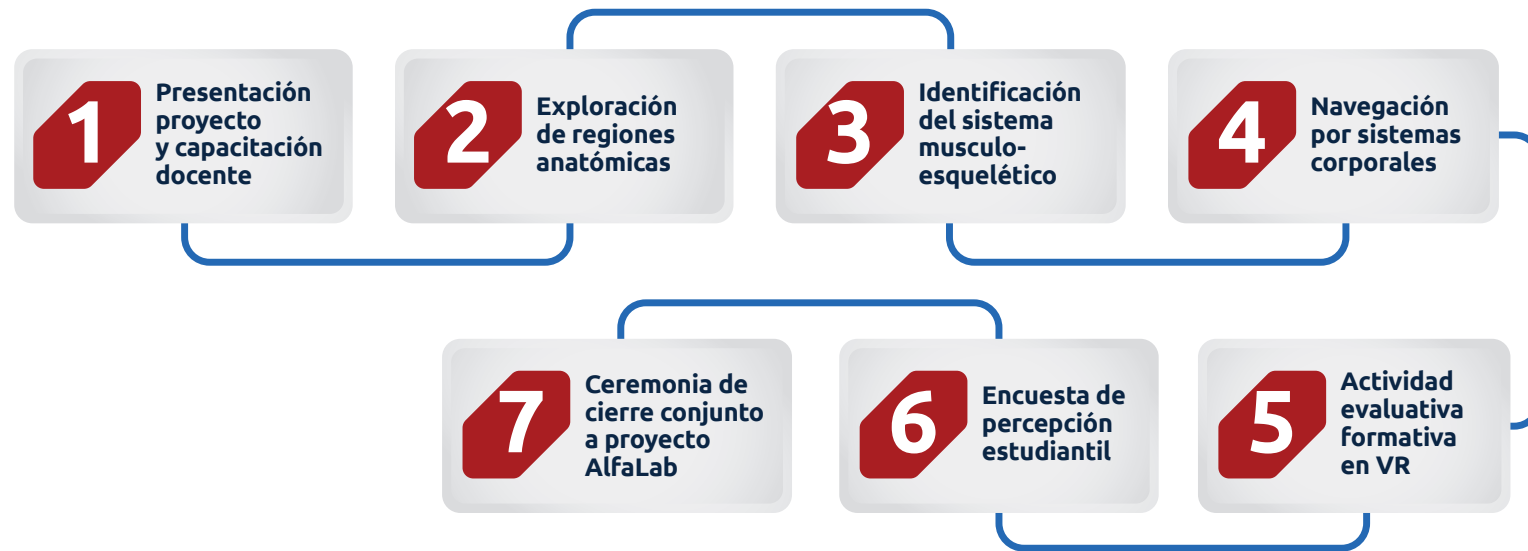 1
Presentación
proyecto
y capacitación
docente
2
Exploración
de regiones
anatómicas
3
Identificación
del sistema
musculo-
esquelético
4
Navegación
por sistemas
corporales
5
Actividad
evaluativa
formativa
en VR
6
Encuesta de
percepción
estudiantil
7
Ceremonia de
cierre conjunto
a proyecto
AlfaLab